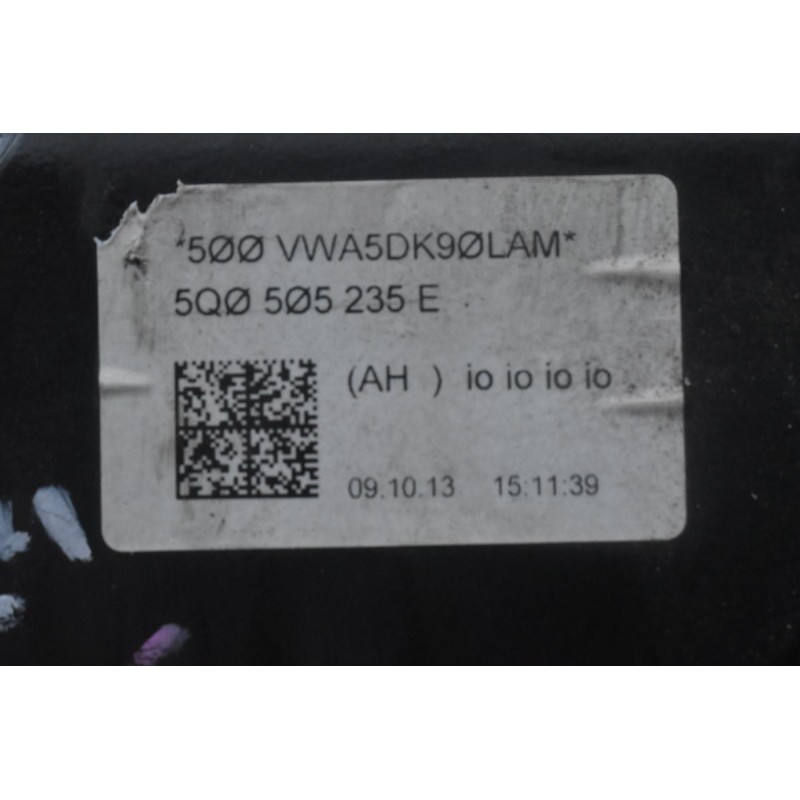 *5ØØ VWA5DK9ØLAM*
5QØ 5Ø5 235 E
(AH ) io io io io
09.10.13 15:11:39